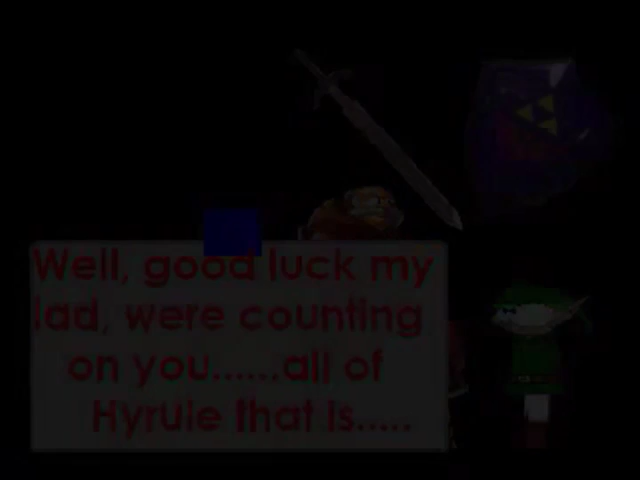 Well, good luck my
lad, were counting
on you......all of
Hyrule that is.....